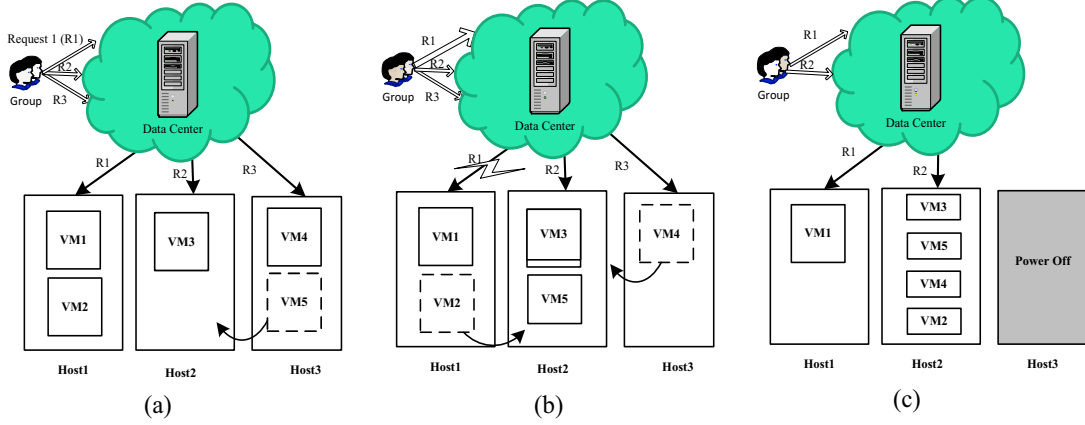 Request 1 (R1)
R2
R3
Group
Data Center
R1
R2
R3
VM1
VM2
VM3
VM4
VM5
Host1
Host2
Host3
(a)
R1
R2
R3
Group
Data Center
R1
R2
R3
VM1
VM2
VM3
VM5
VM4
Host1
Host2
Host3
(b)
R1
R2
Group
Data Center
R1
R2
VM1
VM3
VM5
VM4
VM2
Power Off
Host1
Host2
Host3
(c)